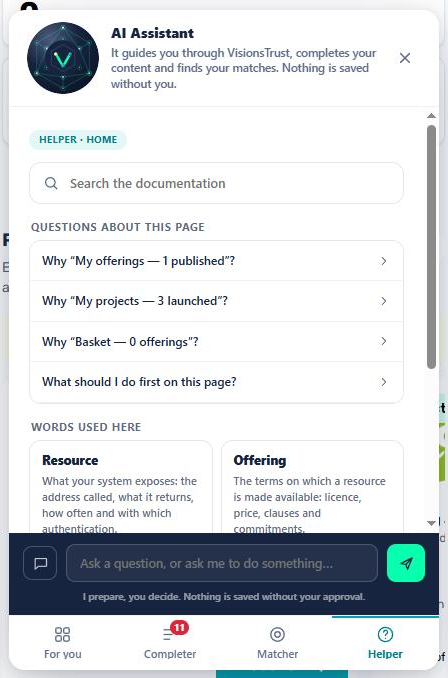 AI Assistant
It guides you through VisionsTrust, completes your
content and finds your matches. Nothing is saved
without you.
HELPER • HOME
Search the documentation
QUESTIONS ABOUT THIS PAGE
Why “My offerings — 1 published”?
Why “My projects — 3 launched”?
Why “Basket — 0 offerings”?
What should I do first on this page?
WORDS USED HERE
Resource
What your system exposes: the
address called, what it returns,
how often and with which
authentication.
Offering
The terms on which a resource
is made available: licence,
price, clauses and
commitments.
Ask a question, or ask me to do something...
I prepare, you decide. Nothing is saved without your approval.
For you
11
Completer
Matcher
Helper